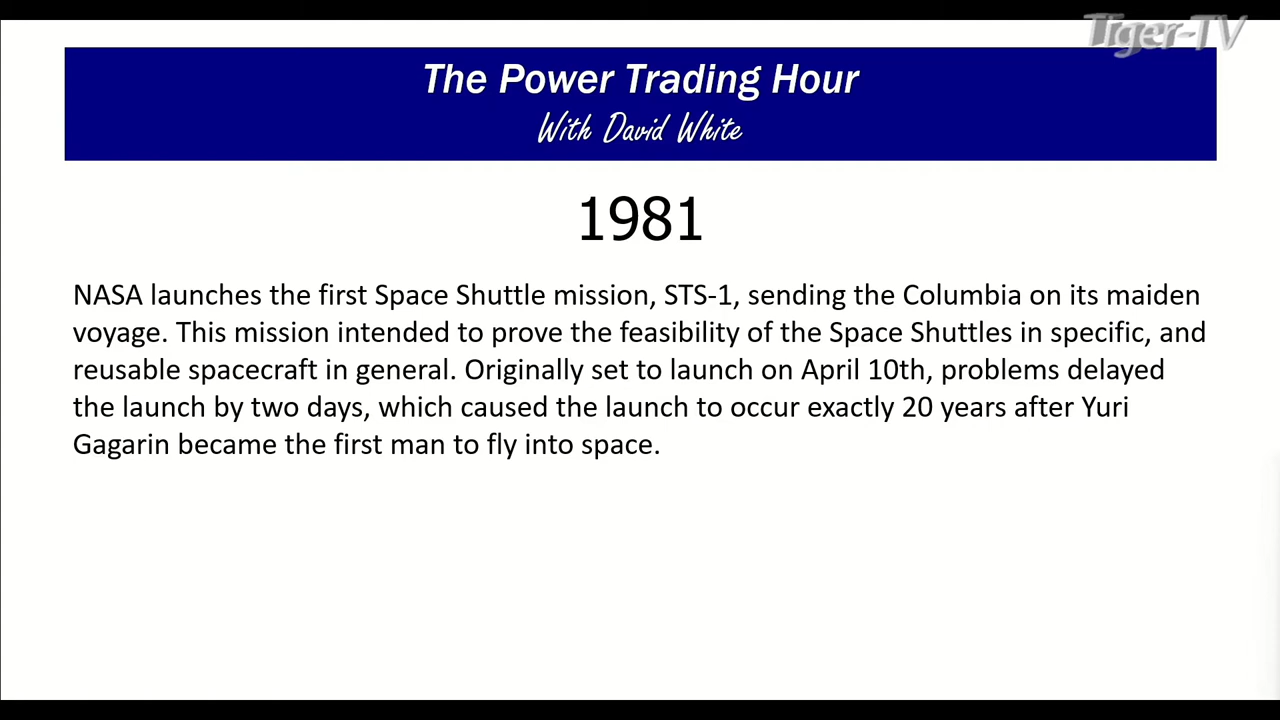 Tiger-TV
The Power Trading Hour
With David White
1981
NASA launches the first Space Shuttle mission, STS-1, sending the Columbia on its maiden
voyage. This mission intended to prove the feasibility of the Space Shuttles in specific, and
reusable spacecraft in general. Originally set to launch on April 10th, problems delayed
the launch by two days, which caused the launch to occur exactly 20 years after Yuri
Gagarin became the first man to fly into space.